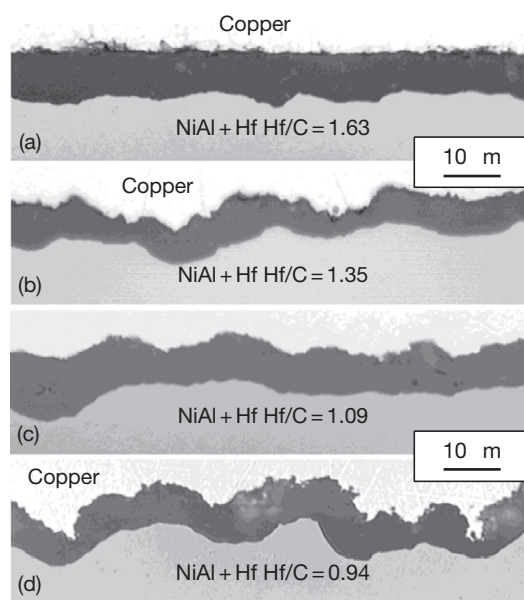 Copper
NiAl + Hf Hf/C = 1.63
(a)
10 m
Copper
NiAl + Hf Hf/C = 1.35
(b)
NiAl + Hf Hf/C = 1.09
(c)
10 m
Copper
NiAl + Hf Hf/C = 0.94
(d)